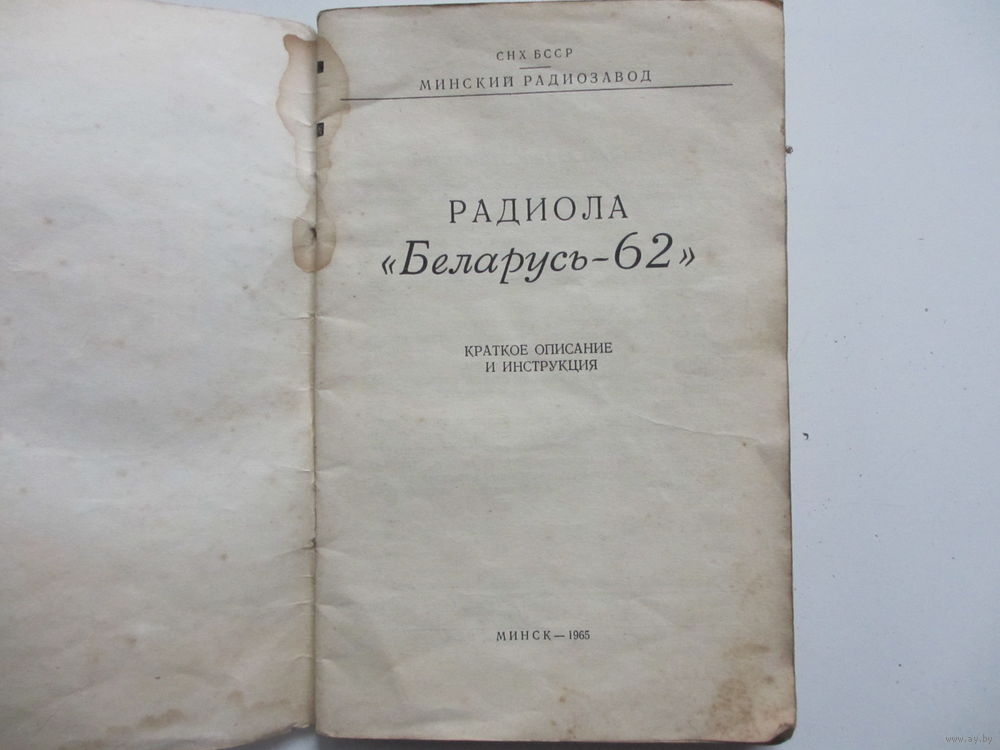 СНХ БССР
МИНСКИЙ РАДИОЗАВОД
РАДИОЛА
«Беларусь-62»
КРАТКОЕ ОПИСАНИЕ
И ИНСТРУКЦИЯ
МИНСК — 1965
www.ay.by